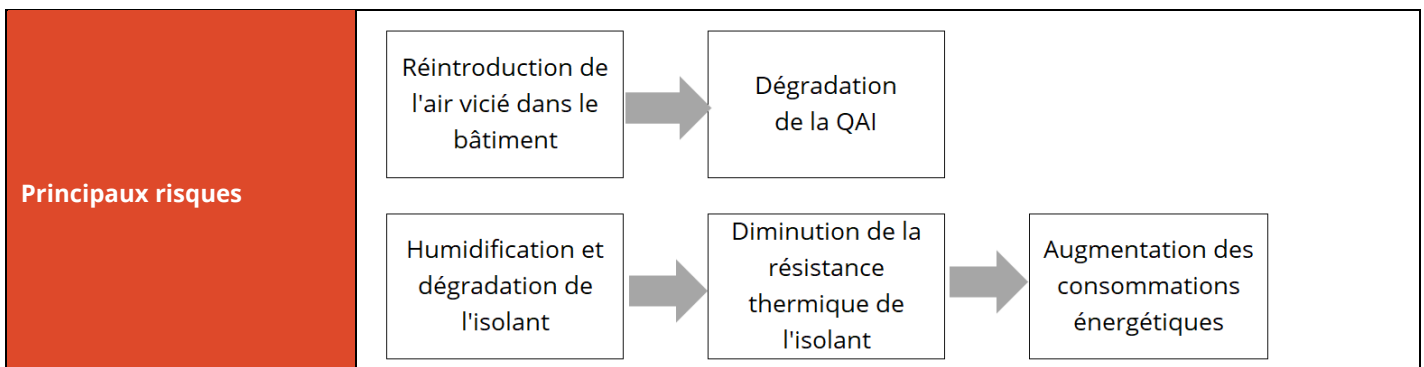 Principaux risques
Réintroduction de
l'air vicié dans le
bâtiment
Dégradation
de la QAI
Humidification et
dégradation de
l'isolant
Diminution de la
résistance
thermique de
l'isolant
Augmentation des
consommations
énergétiques